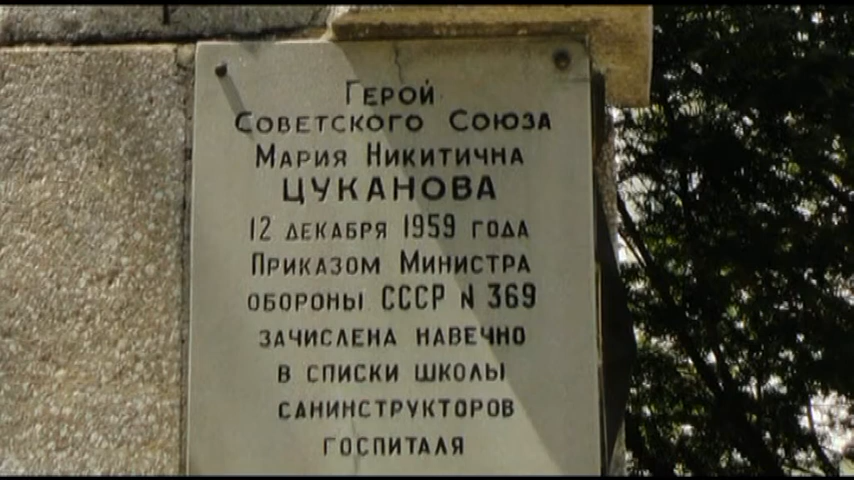 Герой
Советского Союза
Мария Никитична
ЦУКАНОВА
12 декабря 1959 года
Приказом Министра
обороны СССР N 369
зачислена навечно
в списки школы
санинструкторов
госпиталя